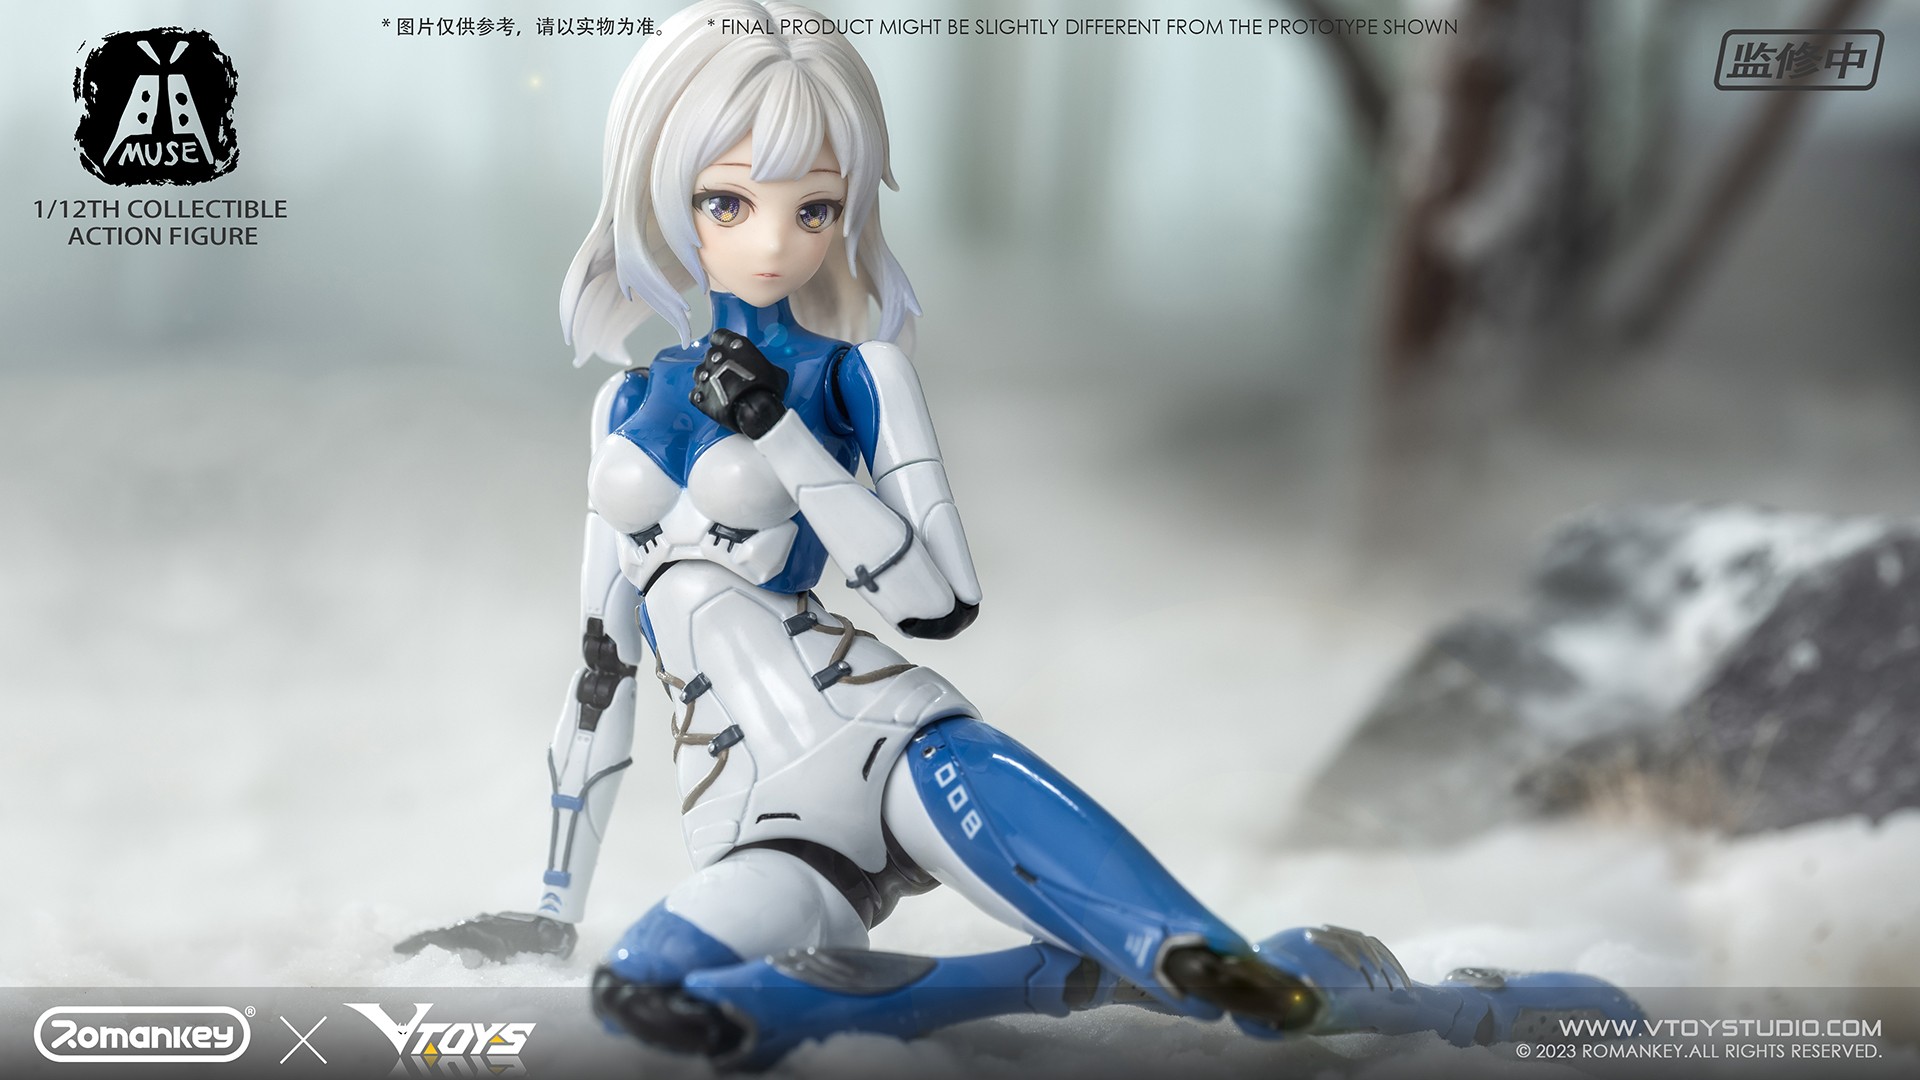 * 图片仅供参考，请以实物为准。 * FINAL PRODUCT MIGHT BE SLIGHTLY DIFFERENT FROM THE PROTOTYPE SHOWN
监修中
MUSE
1/12TH COLLECTIBLE
ACTION FIGURE
008
Romankey® X VTOYS
WWW.VTOYSTUDIO.COM
© 2023 ROMANKEY.ALL RIGHTS RESERVED.